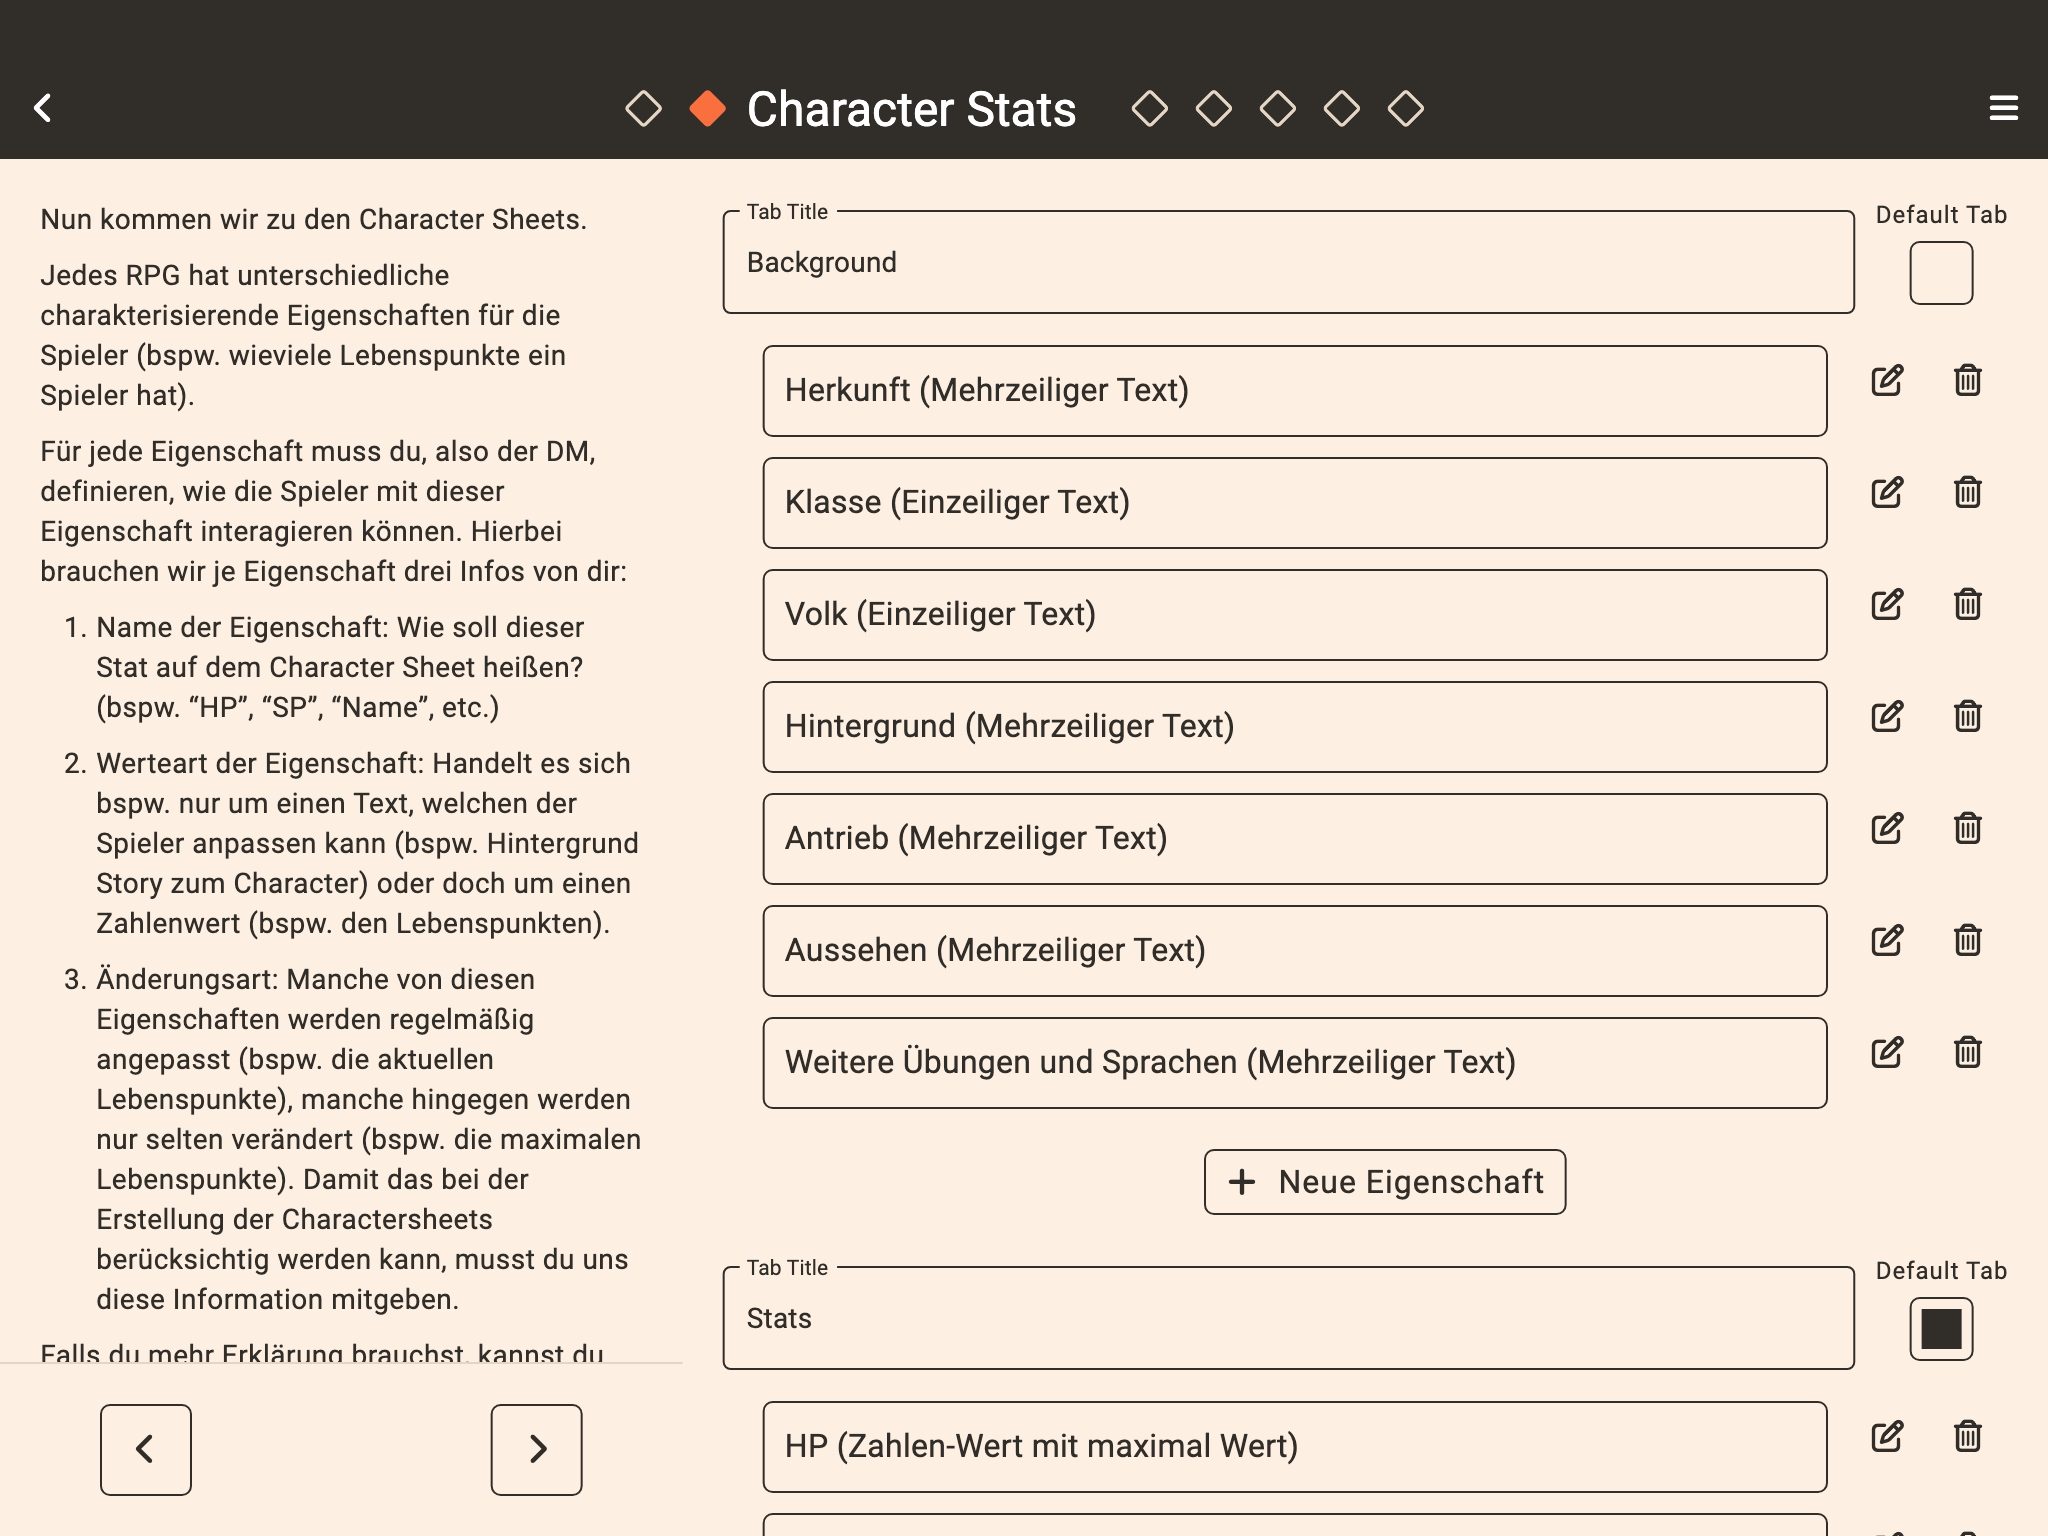 Character Stats
Nun kommen wir zu den Character Sheets.
Jedes RPG hat unterschiedliche
charakterisierende Eigenschaften für die
Spieler (bspw. wieviele Lebenspunkte ein
Spieler hat).
Für jede Eigenschaft muss du, also der DM,
definieren, wie die Spieler mit dieser
Eigenschaft interagieren können. Hierbei
brauchen wir je Eigenschaft drei Infos von dir:
1. Name der Eigenschaft: Wie soll dieser
Stat auf dem Character Sheet heißen?
(bspw. “HP”, “SP”, “Name”, etc.)
2. Werteart der Eigenschaft: Handelt es sich
bspw. nur um einen Text, welchen der
Spieler anpassen kann (bspw. Hintergrund
Story zum Character) oder doch um einen
Zahlenwert (bspw. den Lebenspunkten).
3. Änderungsart: Manche von diesen
Eigenschaften werden regelmäßig
angepasst (bspw. die aktuellen
Lebenspunkte), manche hingegen werden
nur selten verändert (bspw. die maximalen
Lebenspunkte). Damit das bei der
Erstellung der Charactersheets
berücksichtig werden kann, musst du uns
diese Information mitgeben.
Falls du mehr Erklärung brauchst, kannst du
Tab Title
Background
Default Tab
Herkunft (Mehrzeiliger Text)
Klasse (Einzeiliger Text)
Volk (Einzeiliger Text)
Hintergrund (Mehrzeiliger Text)
Antrieb (Mehrzeiliger Text)
Aussehen (Mehrzeiliger Text)
Weitere Übungen und Sprachen (Mehrzeiliger Text)
+ Neue Eigenschaft
Tab Title
Stats
Default Tab
HP (Zahlen-Wert mit maximal Wert)